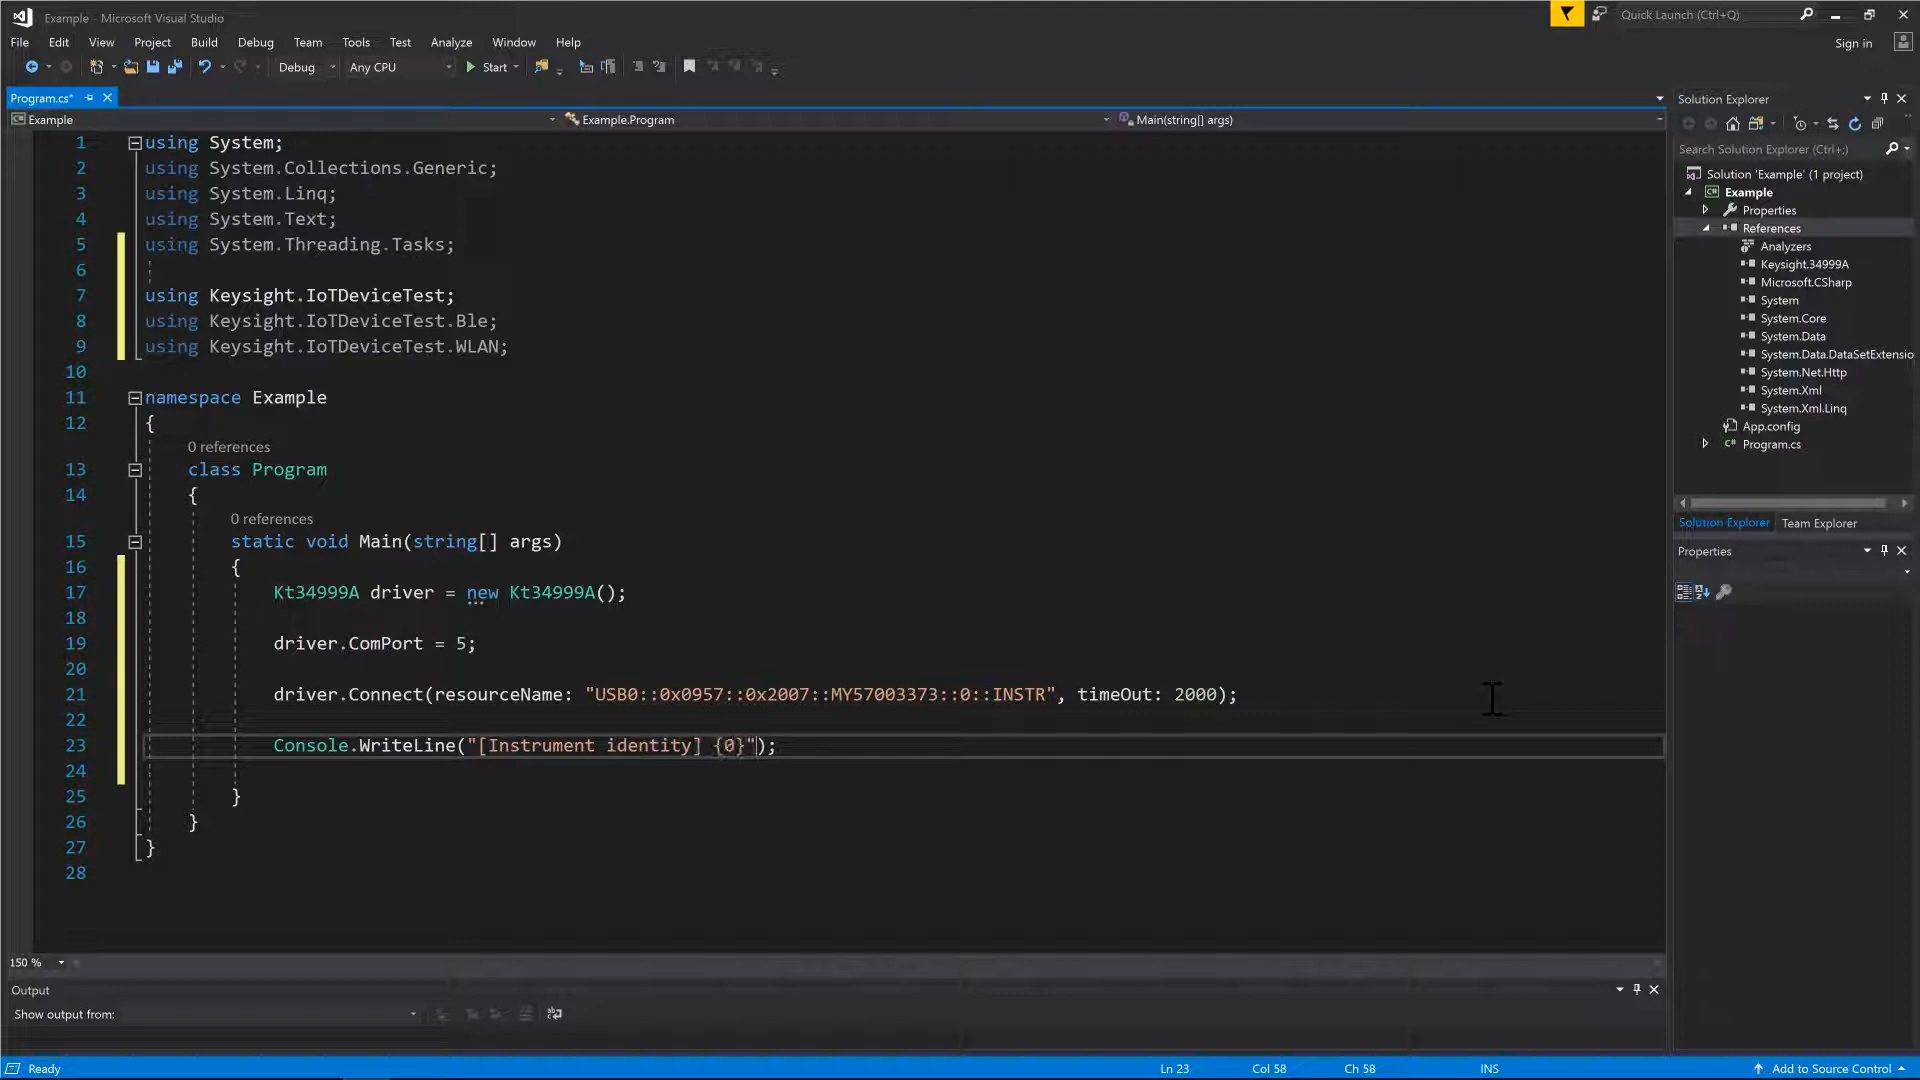 Example - Microsoft Visual Studio
Quick Launch (Ctrl+Q)
File Edit View Project Build Debug Team Tools Test Analyze Window Help
Sign in
Debug Any CPU Start
Program.cs*
Example Example.Program Main(string[] args)
1 using System;
2 using System.Collections.Generic;
3 using System.Linq;
4 using System.Text;
5 using System.Threading.Tasks;
6
7 using Keysight.IoTDeviceTest;
8 using Keysight.IoTDeviceTest.Ble;
9 using Keysight.IoTDeviceTest.WLAN;
10
11 namespace Example
12 {
0 references
13 class Program
14 {
0 references
15 static void Main(string[] args)
16 {
17 Kt34999A driver = new Kt34999A();
18
19 driver.ComPort = 5;
20
21 driver.Connect(resourceName: "USB0::0x0957::0x2007::MY57003373::0::INSTR", timeOut: 2000);
22
23 Console.WriteLine("[Instrument identity] {0}");
24
25 }
26 }
27 }
28
150 %
Output
Show output from:
Solution Explorer
Search Solution Explorer (Ctrl+;)
Solution 'Example' (1 project)
Example
Properties
References
Analyzers
Keysight.34999A
Microsoft.CSharp
System
System.Core
System.Data
System.Data.DataSetExtensio
System.Net.Http
System.Xml
System.Xml.Linq
App.config
Program.cs
Solution Explorer Team Explorer
Properties
Ready Ln 23 Col 58 Ch 58 INS Add to Source Control